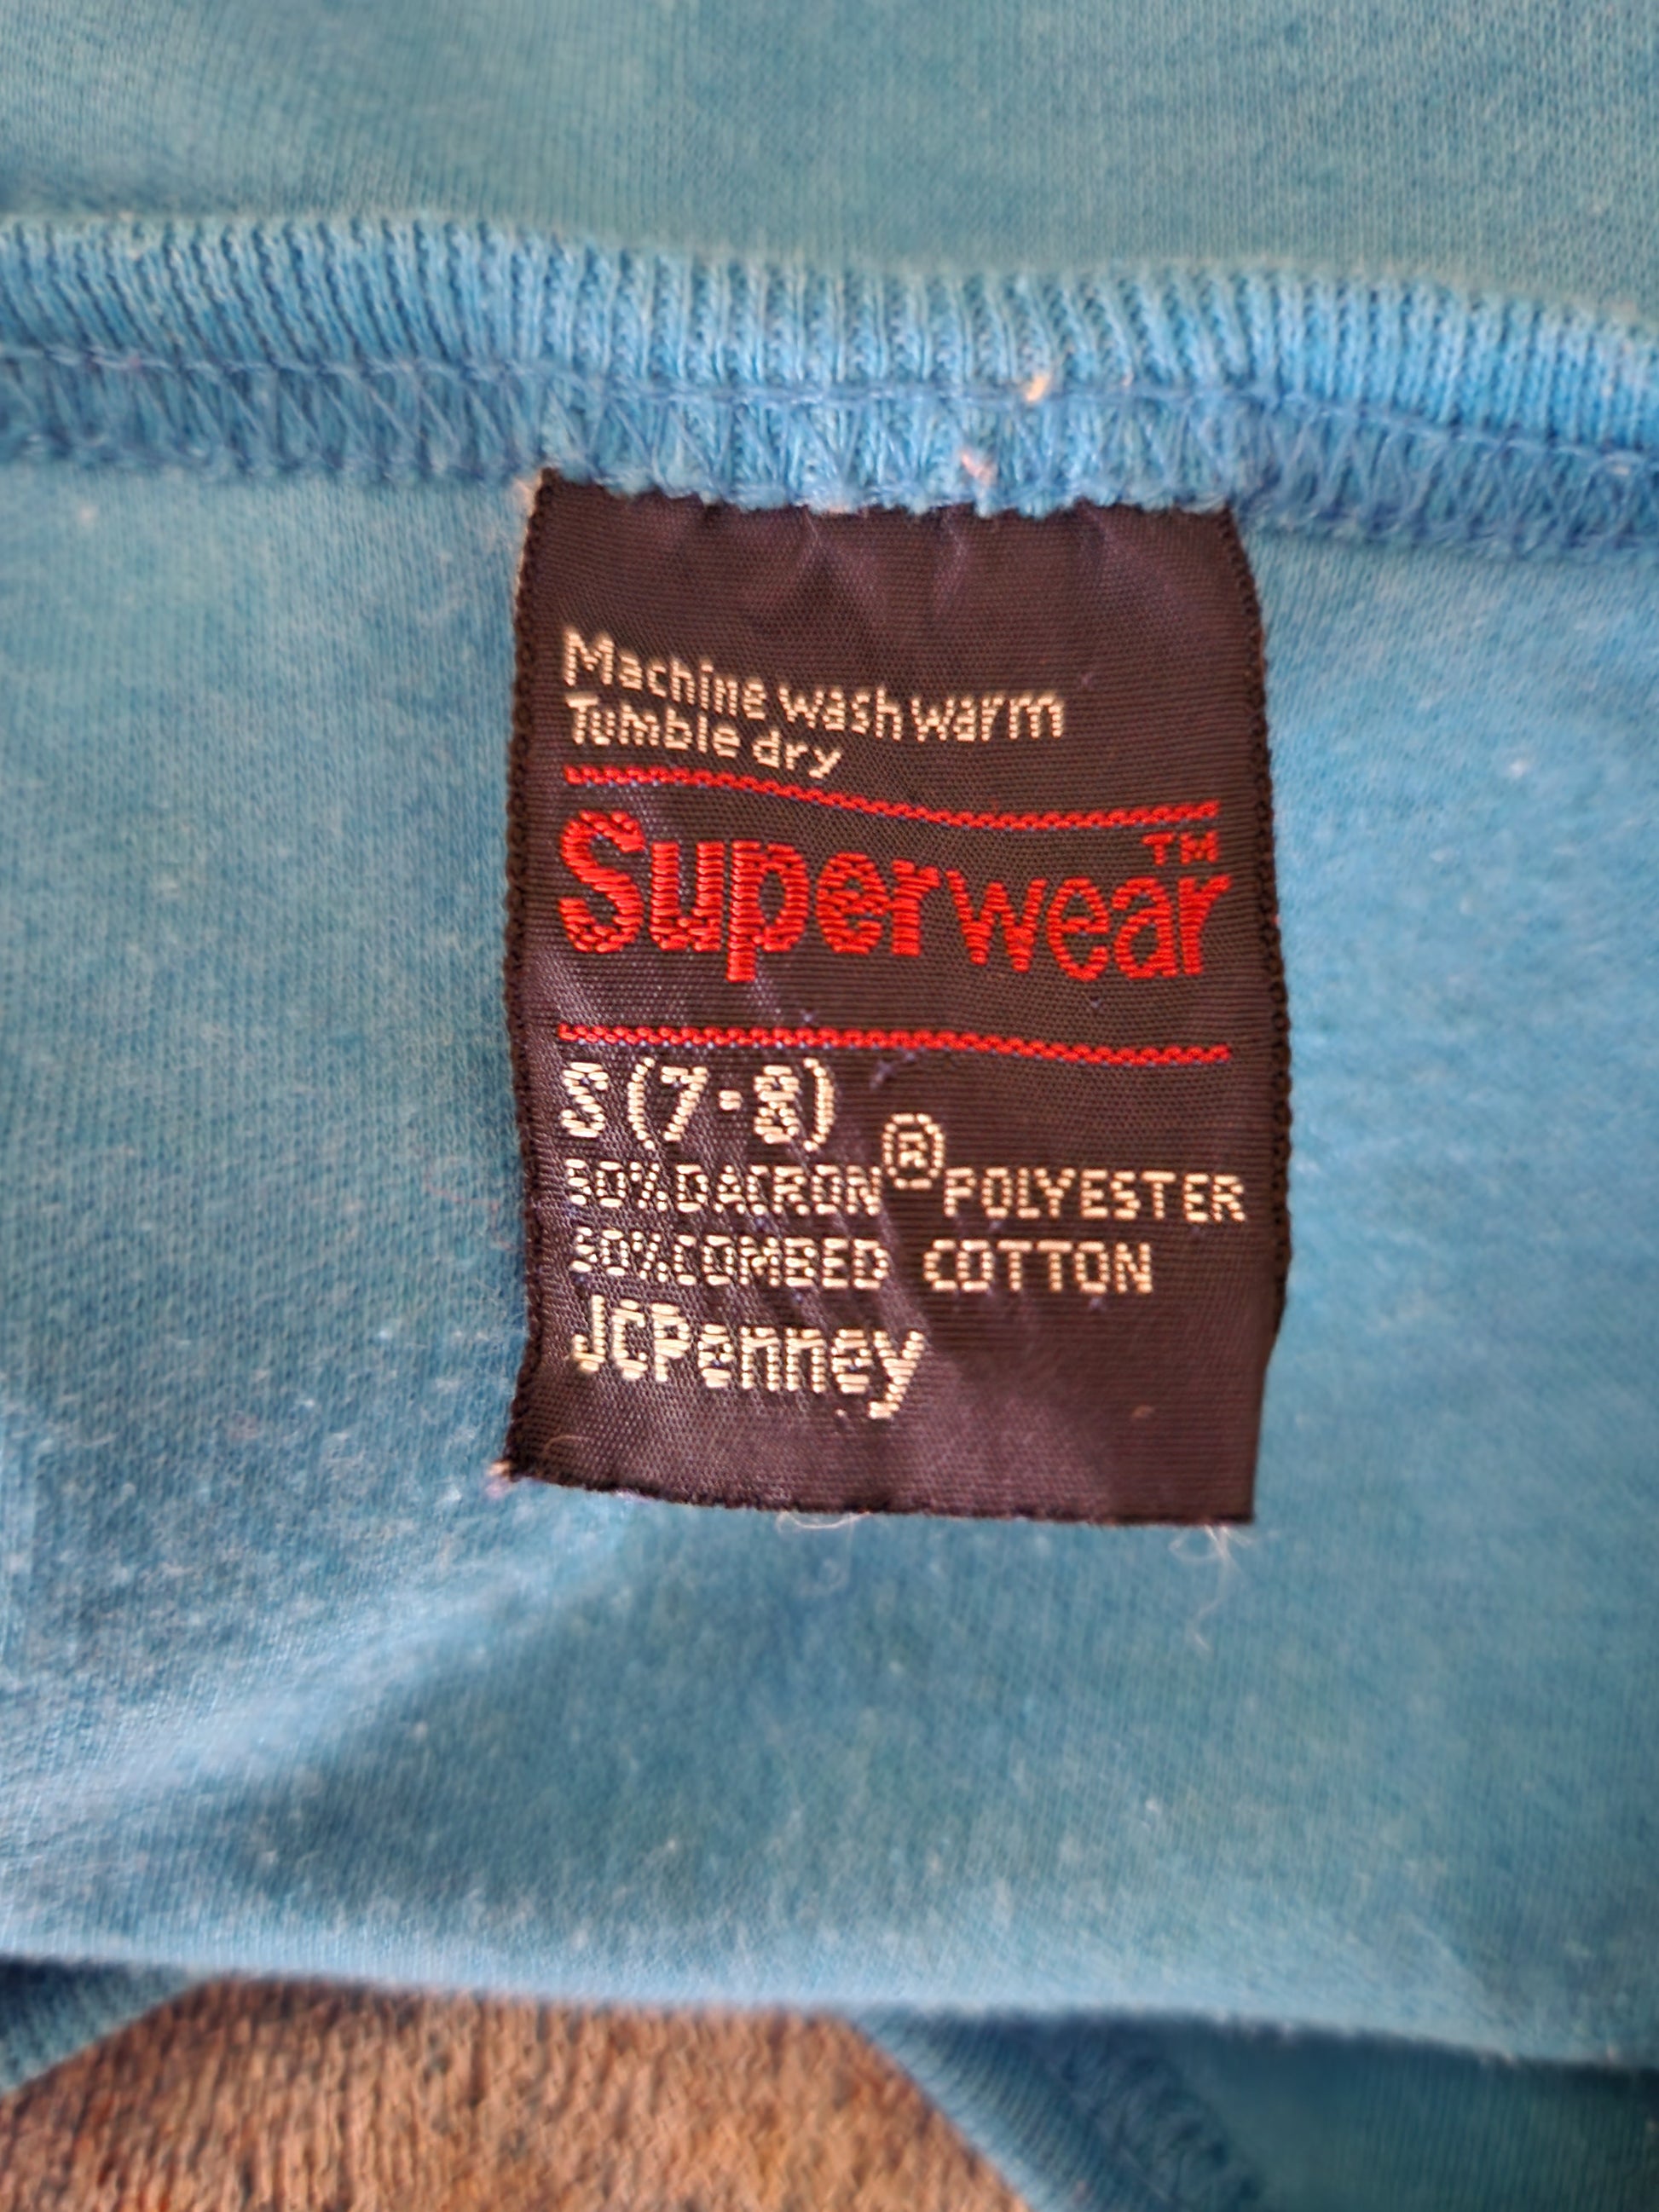 Machine wash warm
Tumble dry
Superwear™
S (7-8)
50% DACRON® POLYESTER
50% COMBED COTTON
JCPenney